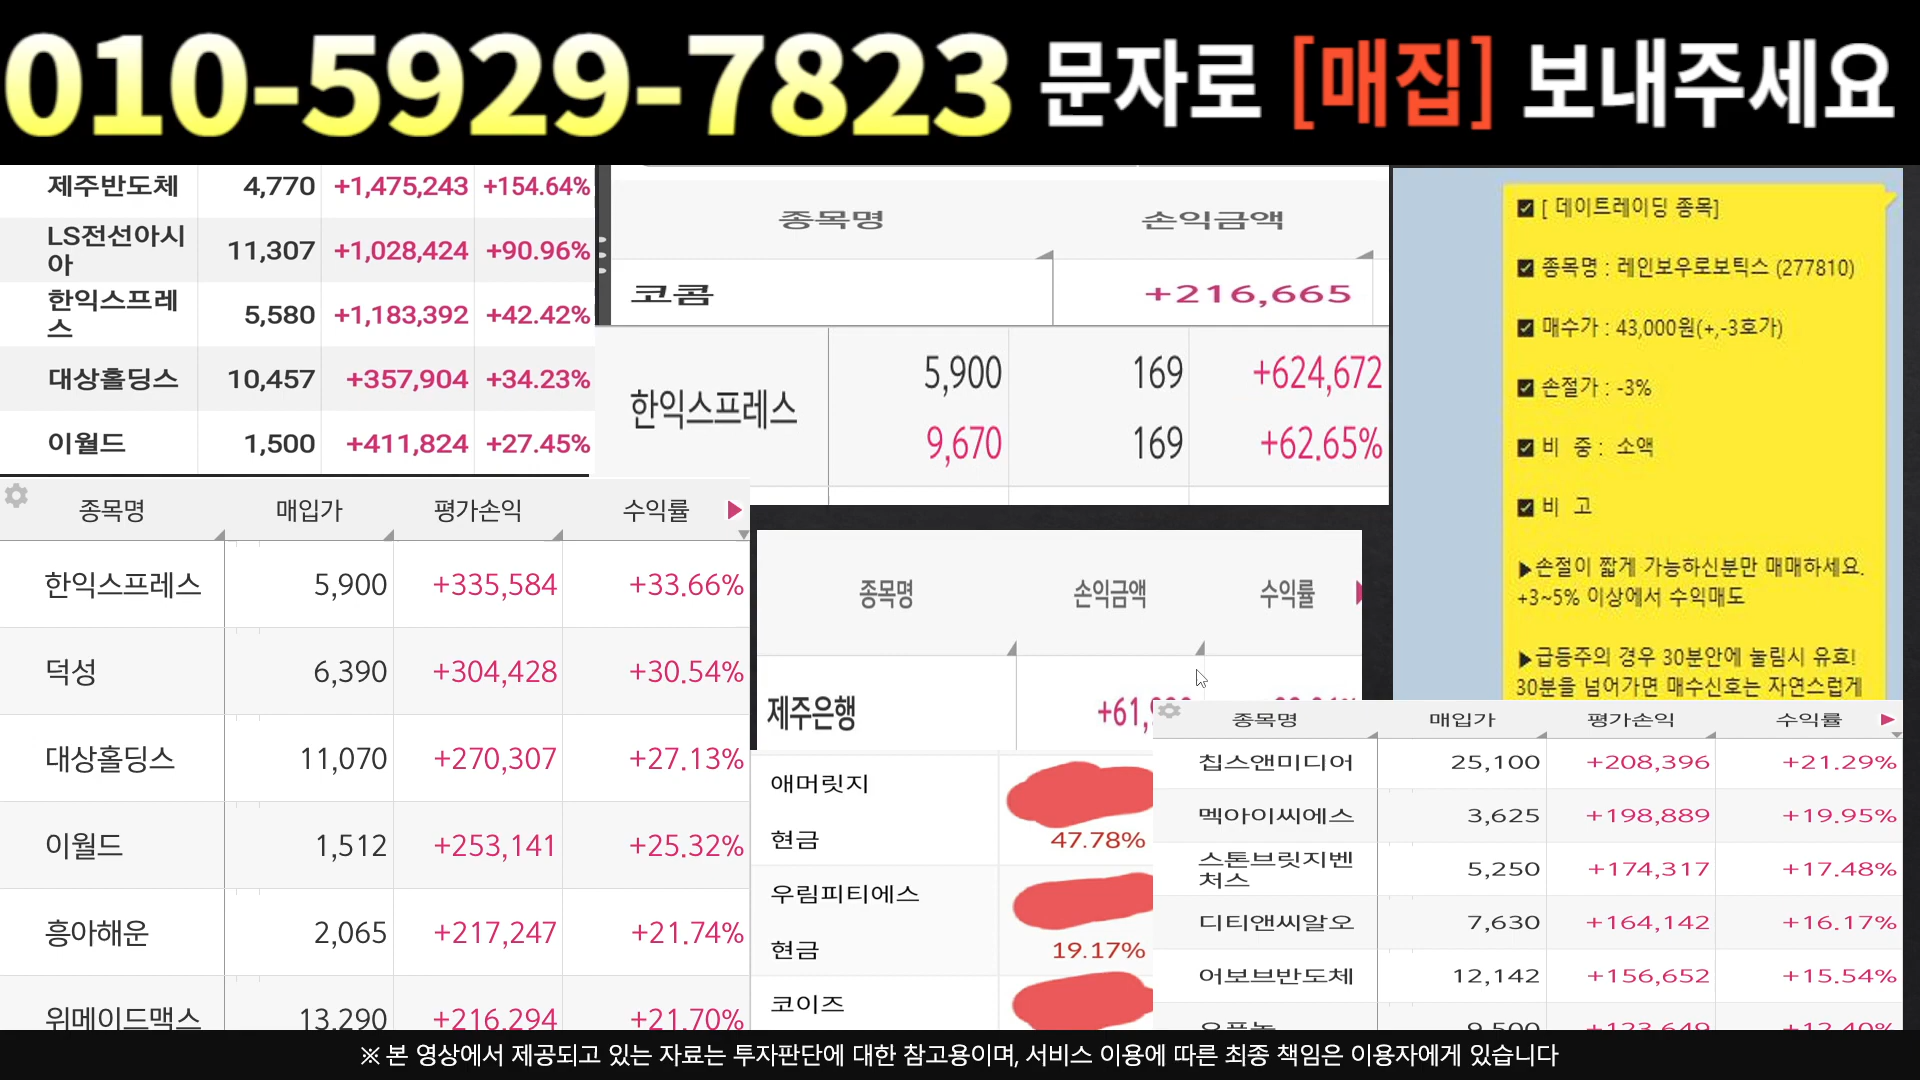 010-5929-7823 문자로 [매집] 보내주세요
제주반도체 4,770 +1,475,243 +154.64%
LS전선아시
아 11,307 +1,028,424 +90.96%
한익스프레
스 5,580 +1,183,392 +42.42%
대상홀딩스 10,457 +357,904 +34.23%
이월드 1,500 +411,824 +27.45%
종목명 손익금액
코콤 +216,665
한익스프레스
5,900 169 +624,672
9,670 169 +62.65%
☑ [ 데이트레이딩 종목]
☑ 종목명 : 레인보우로보틱스 (277810)
☑ 매수가 : 43,000원(+,-3호가)
☑ 손절가 : -3%
☑ 비 중 : 소액
☑ 비 고
▶손절이 짧게 가능하신분만 매매하세요.
+3~5% 이상에서 수익매도
▶급등주의 경우 30분안에 눌림시 유효!
30분을 넘어가면 매수신호는 자연스럽게
종목명 매입가 평가손익 수익률
한익스프레스 5,900 +335,584 +33.66%
덕성 6,390 +304,428 +30.54%
대상홀딩스 11,070 +270,307 +27.13%
이월드 1,512 +253,141 +25.32%
흥아해운 2,065 +217,247 +21.74%
위메이드맥스 13,290 +216,294 +21.70%
종목명 손익금액 수익률
제주은행 +61,
애머릿지
현금 47.78%
우림피티에스
현금 19.17%
코이즈
종목명 매입가 평가손익 수익률
칩스앤미디어 25,100 +208,396 +21.29%
멕아이씨에스 3,625 +198,889 +19.95%
스톤브릿지벤
처스 5,250 +174,317 +17.48%
디티앤씨알오 7,630 +164,142 +16.17%
어보브반도체 12,142 +156,652 +15.54%
※ 본 영상에서 제공되고 있는 자료는 투자판단에 대한 참고용이며, 서비스 이용에 따른 최종 책임은 이용자에게 있습니다